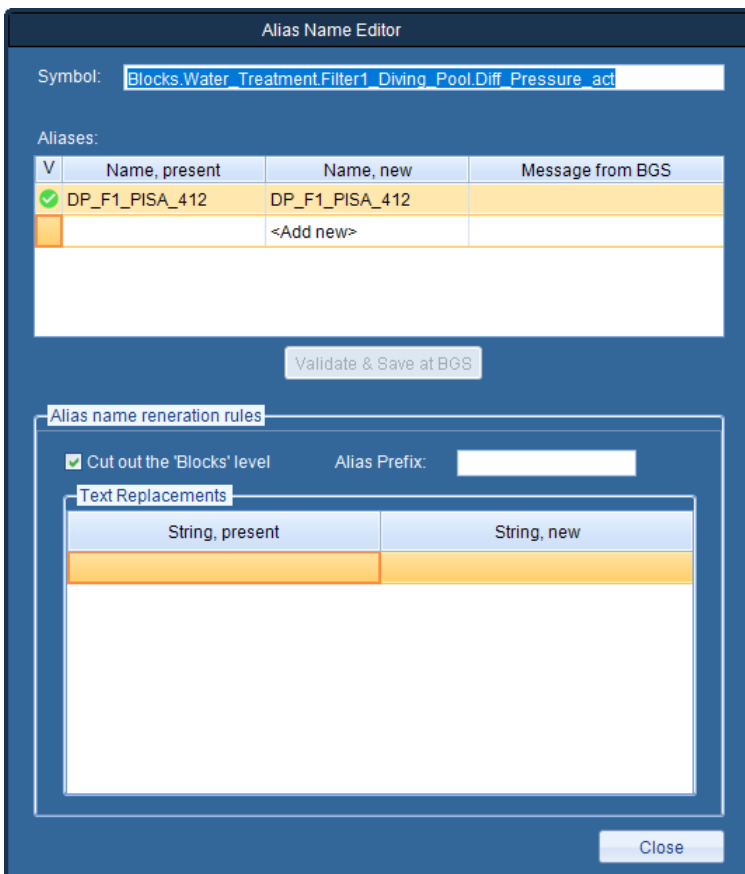 Alias Name Editor
Symbol: Blocks.Water_Treatment.Filter1_Diving_Pool.Diff_Pressure_act
Aliases:
V Name, present Name, new Message from BGS
DP_F1_PISA_412 DP_F1_PISA_412
<Add new>
Validate & Save at BGS
Alias name reneration rules
Cut out the 'Blocks' level Alias Prefix:
Text Replacements
String, present String, new
Close